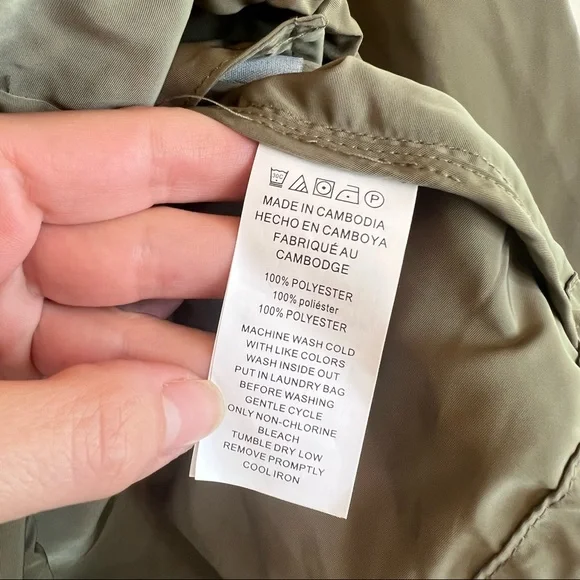 30C P
MADE IN CAMBODIA
HECHO EN CAMBOYA
FABRIQUÉ AU
CAMBODGE
100% POLYESTER
100% poliéster
100% POLYESTER
MACHINE WASH COLD
WITH LIKE COLORS
WASH INSIDE OUT
PUT IN LAUNDRY BAG
BEFORE WASHING
GENTLE CYCLE
ONLY NON-CHLORINE
BLEACH
TUMBLE DRY LOW
REMOVE PROMPTLY
COOL IRON